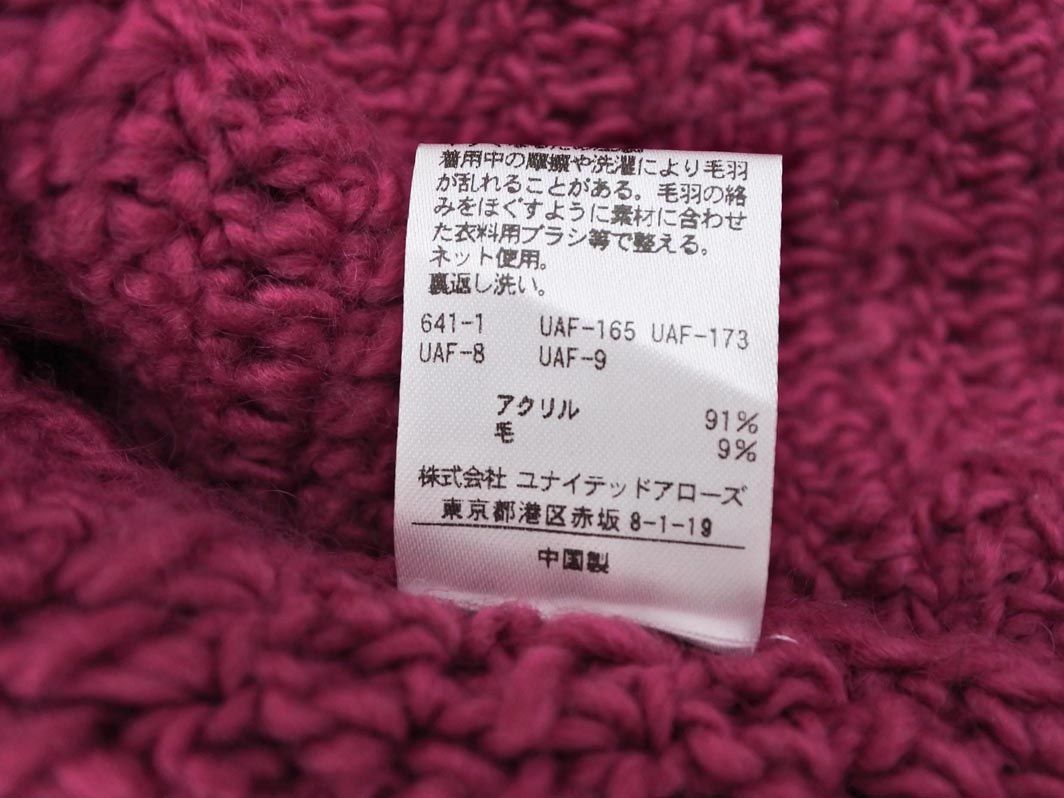 着用中の摩擦や洗濯により毛羽
が乱れることがある。毛羽の絡
みをほぐすように素材に合わせ
た衣料用ブラシ等で整える。
ネット使用。
裏返し洗い。
641-1 UAF-165 UAF-173
UAF-8 UAF-9
アクリル 91%
毛 9%
株式会社 ユナイテッドアローズ
東京都港区赤坂 8-1-19
中国製